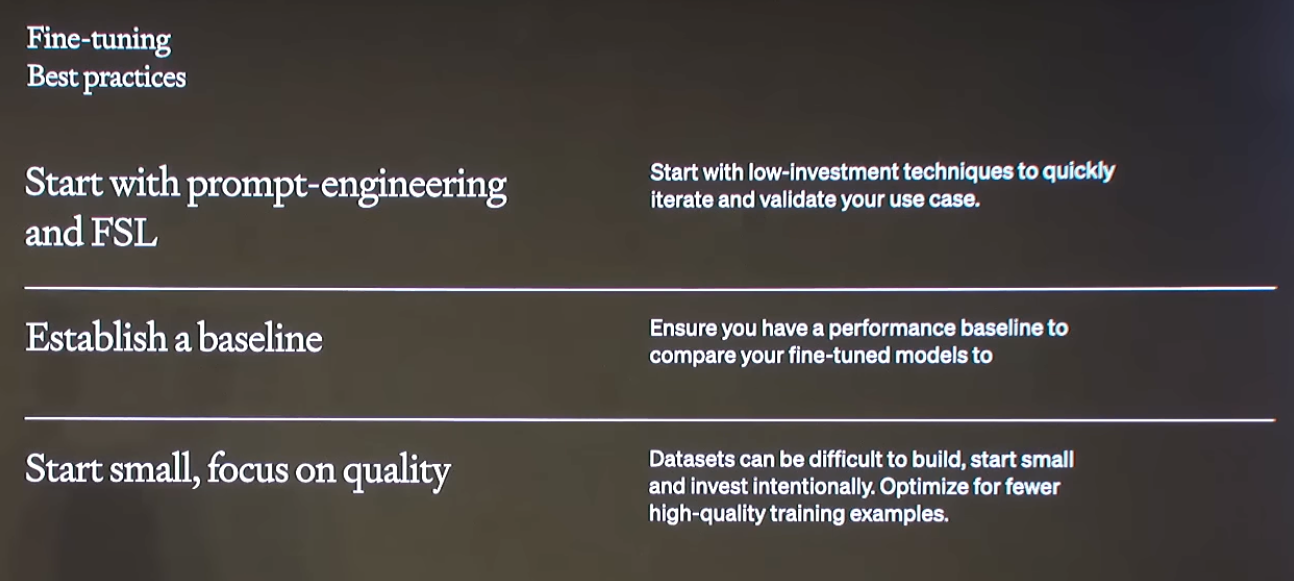 Fine-tuning
Best practices
Start with prompt-engineering
and FSL
Start with low-investment techniques to quickly
iterate and validate your use case.
Establish a baseline
Ensure you have a performance baseline to
compare your fine-tuned models to
Start small, focus on quality
Datasets can be difficult to build, start small
and invest intentionally. Optimize for fewer
high-quality training examples.